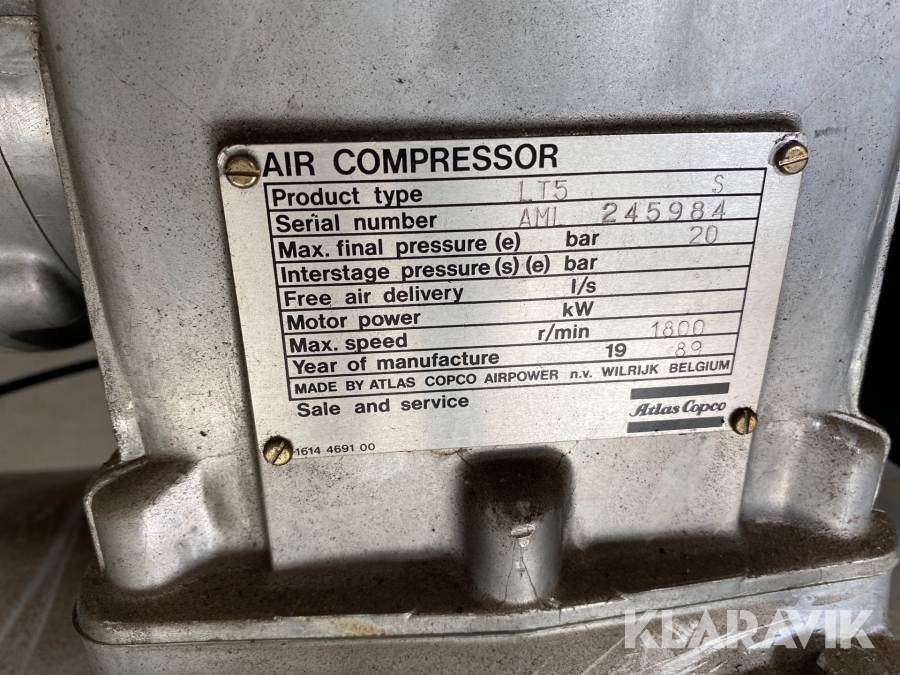 AIR COMPRESSOR
Product type LT5 S
Serial number AML 245984
Max. final pressure (e) bar 20
Interstage pressure (s) (e) bar
Free air delivery l/s
Motor power kW
Max. speed r/min 1800
Year of manufacture 19 89
MADE BY ATLAS COPCO AIRPOWER n.v. WILRIJK BELGIUM
Sale and service
Atlas Copco
1614 4691 00
KLARAVIK